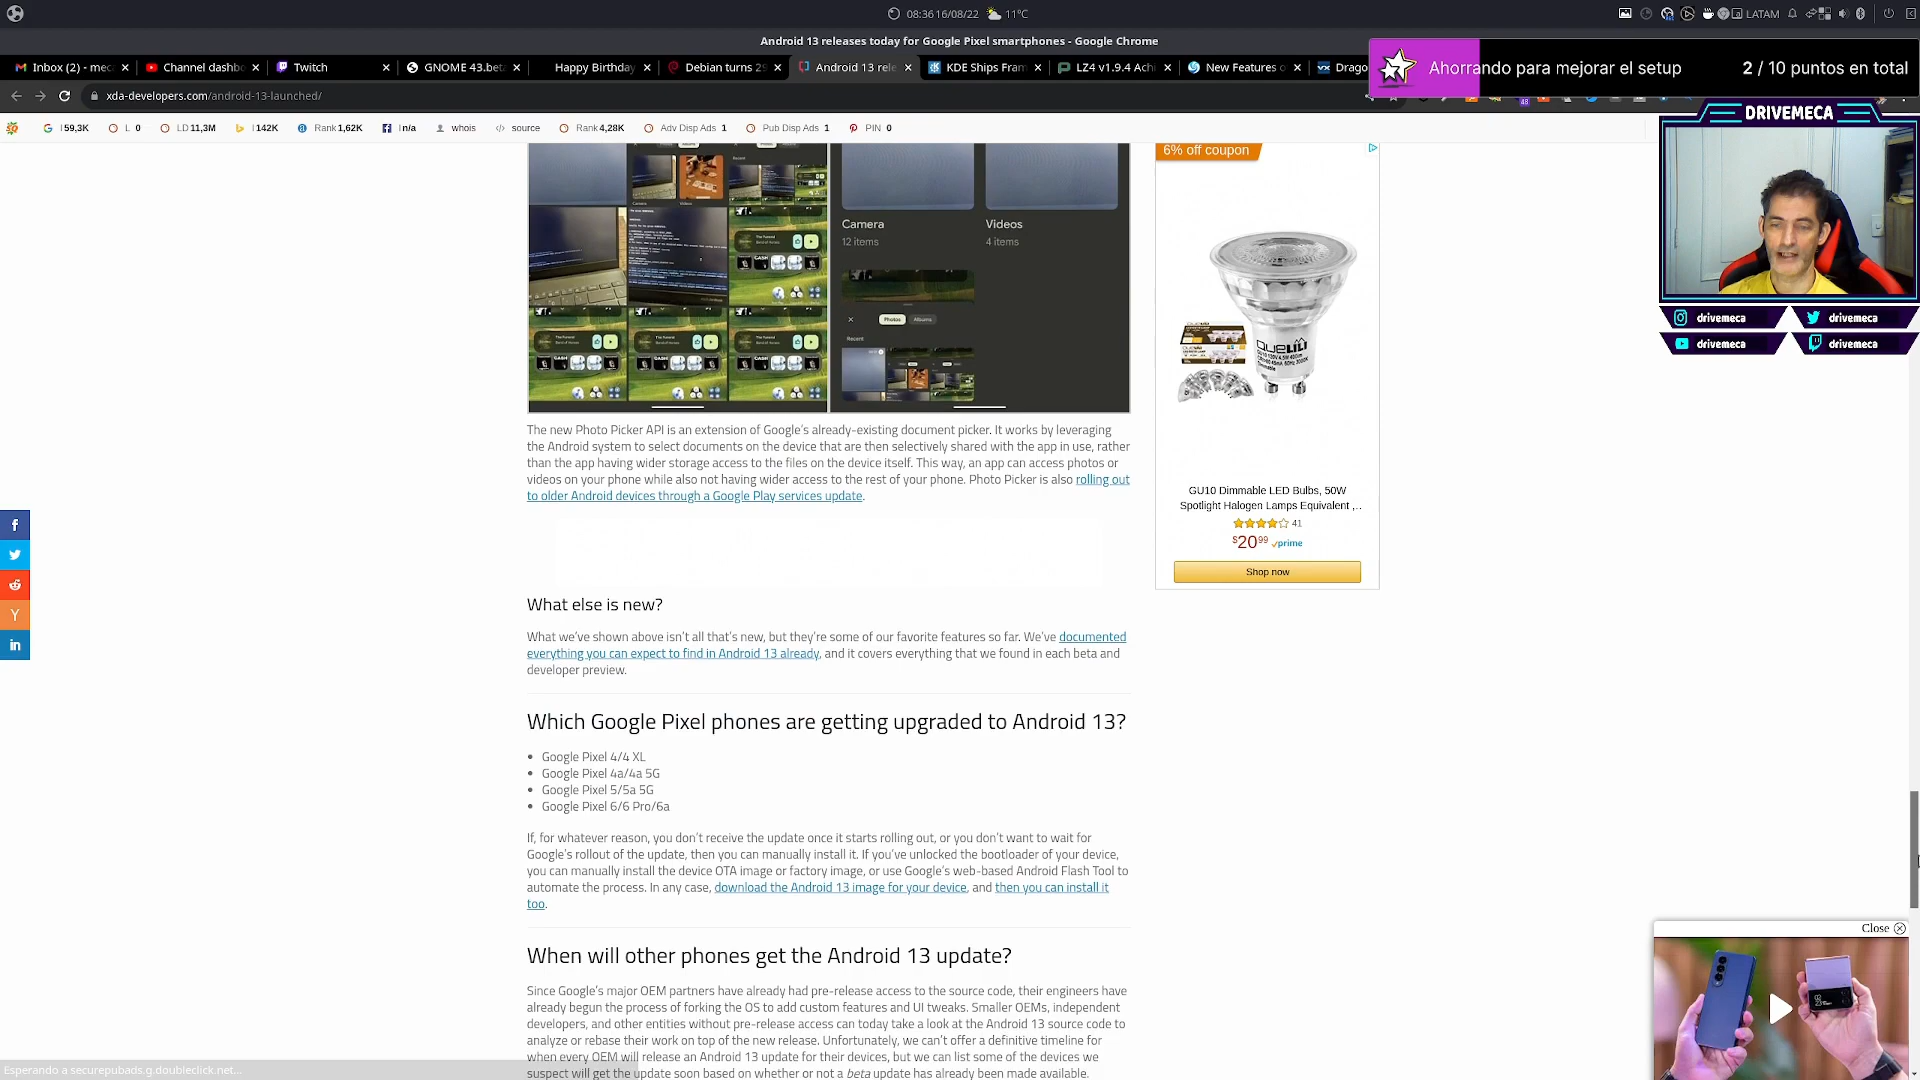 08:36 16/08/22 11°C
LATAM
Android 13 releases today for Google Pixel smartphones - Google Chrome
Inbox (2) - mec
Channel dashbo
Twitch
GNOME 43.beta
Happy Birthday
Debian turns 29
Android 13 rele
KDE Ships Fram
LZ4 v1.9.4 Achi
New Features o
Drago
Ahorrando para mejorar el setup
2 / 10 puntos en total
xda-developers.com/android-13-launched/
I 59,3K
L 0
LD 11,3M
I 142K
Rank 1,62K
I n/a
whois
source
Rank 4,28K
Adv Disp Ads 1
Pub Disp Ads 1
PIN 0
DRIVEMECA
drivemeca
drivemeca
drivemeca
drivemeca
Camera
12 items
Videos
4 items
Photos
Albums
Recent
6% off coupon
QUELLII
GU10 Dimmable LED Bulbs, 50W
Spotlight Halogen Lamps Equivalent ,..
41
$20.99 prime
Shop now
The new Photo Picker API is an extension of Google's already-existing document picker. It works by leveraging
the Android system to select documents on the device that are then selectively shared with the app in use, rather
than the app having wider storage access to the files on the device itself. This way, an app can access photos or
videos on your phone while also not having wider access to the rest of your phone. Photo Picker is also rolling out
to older Android devices through a Google Play services update.
What else is new?
What we've shown above isn't all that's new, but they're some of our favorite features so far. We've documented
everything you can expect to find in Android 13 already, and it covers everything that we found in each beta and
developer preview.
Which Google Pixel phones are getting upgraded to Android 13?
Google Pixel 4/4 XL
Google Pixel 4a/4a 5G
Google Pixel 5/5a 5G
Google Pixel 6/6 Pro/6a
If, for whatever reason, you don't receive the update once it starts rolling out, or you don't want to wait for
Google's rollout of the update, then you can manually install it. If you've unlocked the bootloader of your device,
you can manually install the device OTA image or factory image, or use Google's web-based Android Flash Tool to
automate the process. In any case, download the Android 13 image for your device, and then you can install it
too.
When will other phones get the Android 13 update?
Since Google's major OEM partners have already had pre-release access to the source code, their engineers have
already begun the process of forking the OS to add custom features and UI tweaks. Smaller OEMs, independent
developers, and other entities without pre-release access can today take a look at the Android 13 source code to
analyze or rebase their work on top of the new release. Unfortunately, we can't offer a definitive timeline for
when every OEM will release an Android 13 update for their devices, but we can list some of the devices we
suspect will get the update soon based on whether or not a beta update has already been made available.
Close
Esperando a securepubads.g.doubleclick.net...